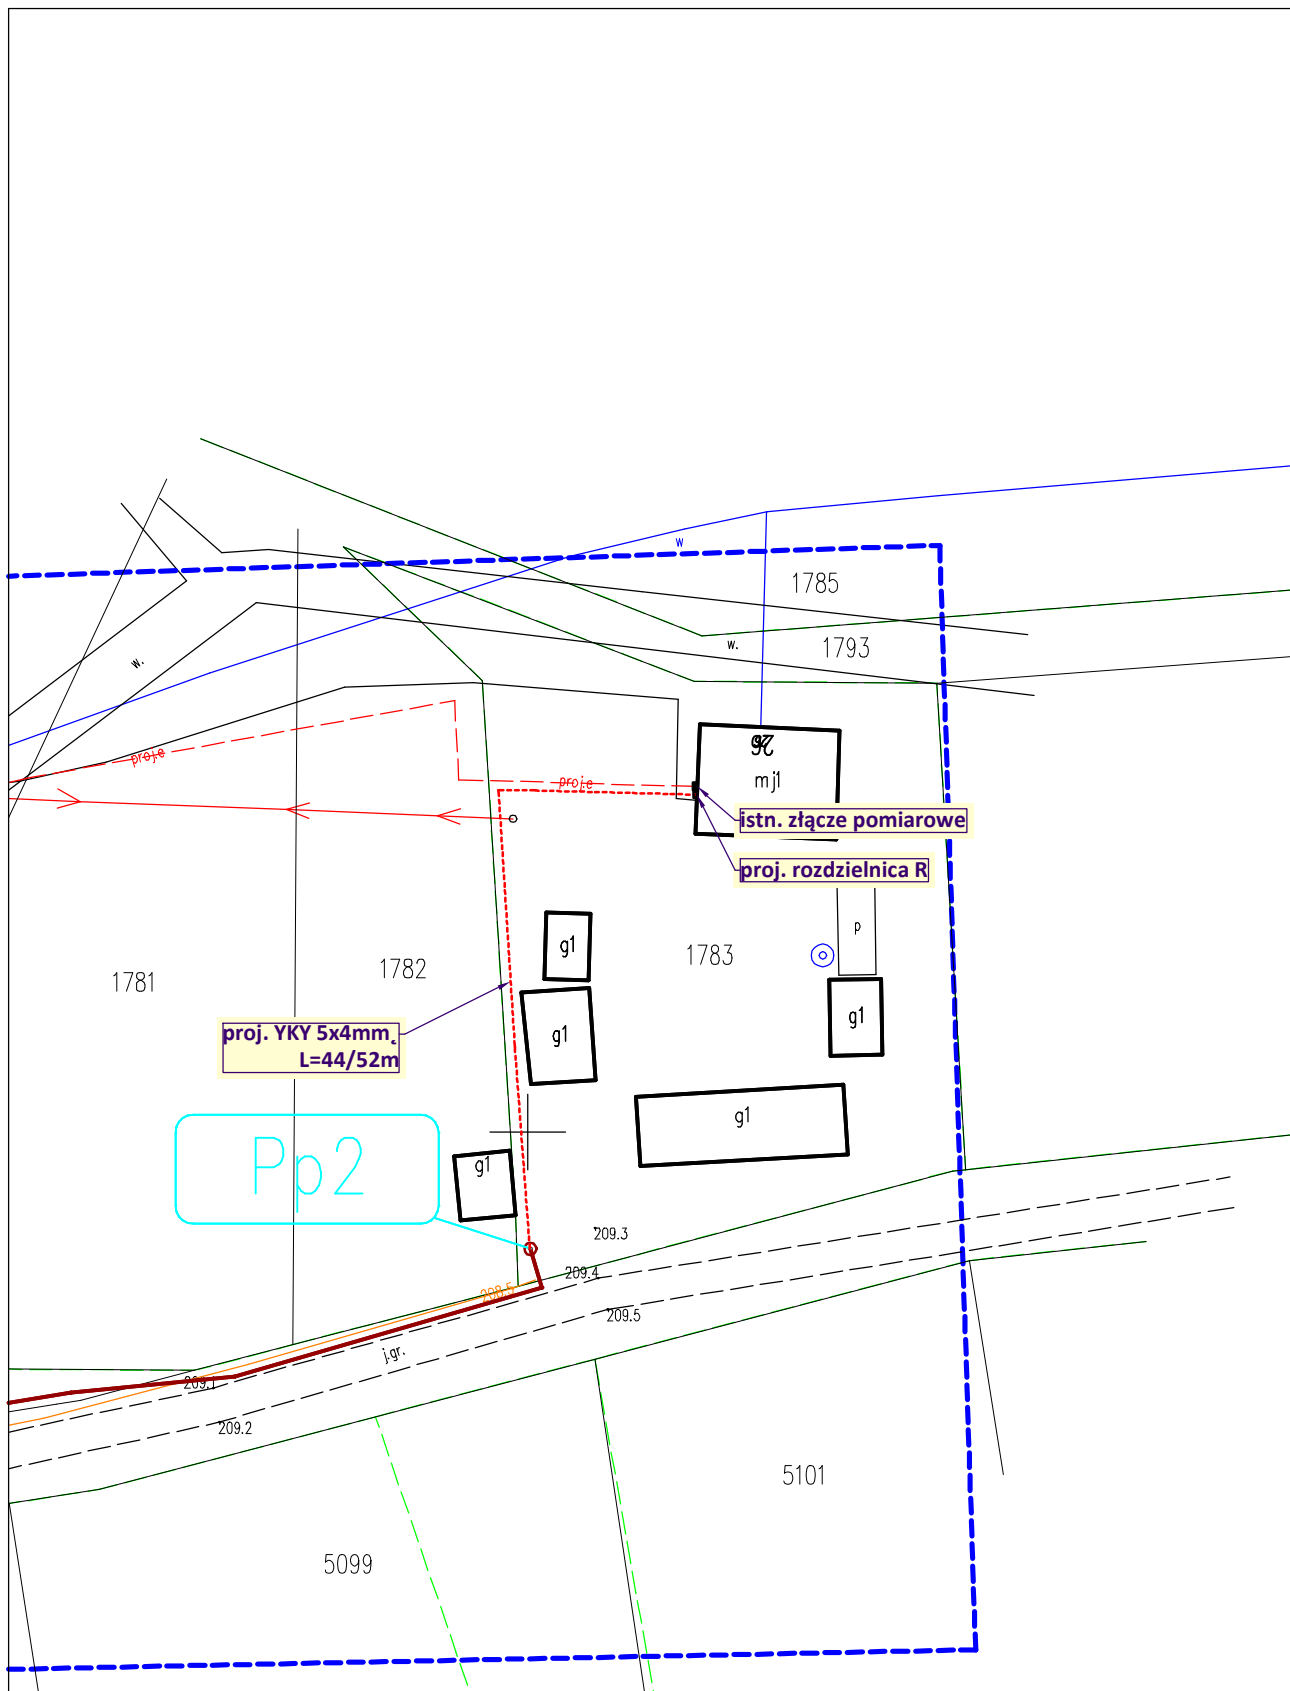 w
1785
w.
1793
w.
proj.e
proj.e
mj1
istn. złącze pomiarowe
proj. rozdzielnica R
g1
p
1783
1782
1781
g1
g1
proj. YKY 5x4mm
L=44/52m
g1
g1
Pp2
209.3
209.4
208.5
209.5
j.gr.
209.1
209.2
5101
5099